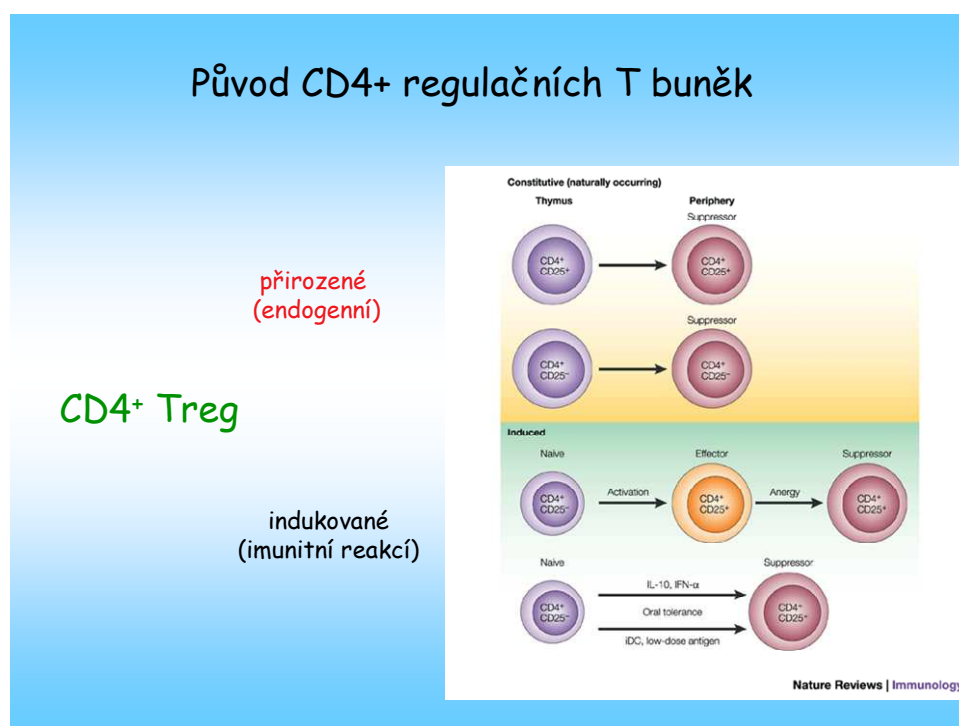 Původ CD4+ regulačních T buněk
přirozené
(endogenní)
CD4⁺ Treg
indukované
(imunitní reakcí)
Constitutive (naturally occurring)
Thymus Periphery
Suppressor
CD4⁺ CD4⁺
CD25⁺ CD25⁺
Suppressor
CD4⁺ CD4⁺
CD25⁻ CD25⁻
Induced
Naive Effector Suppressor
Activation Anergy
CD4⁺ CD4⁺ CD4⁺
CD25⁻ CD25⁺ CD25⁺
Naive Suppressor
IL-10, IFN-α
CD4⁺ Oral tolerance CD4⁺
CD25⁻ CD25⁺
iDC, low-dose antigen
Nature Reviews | Immunology